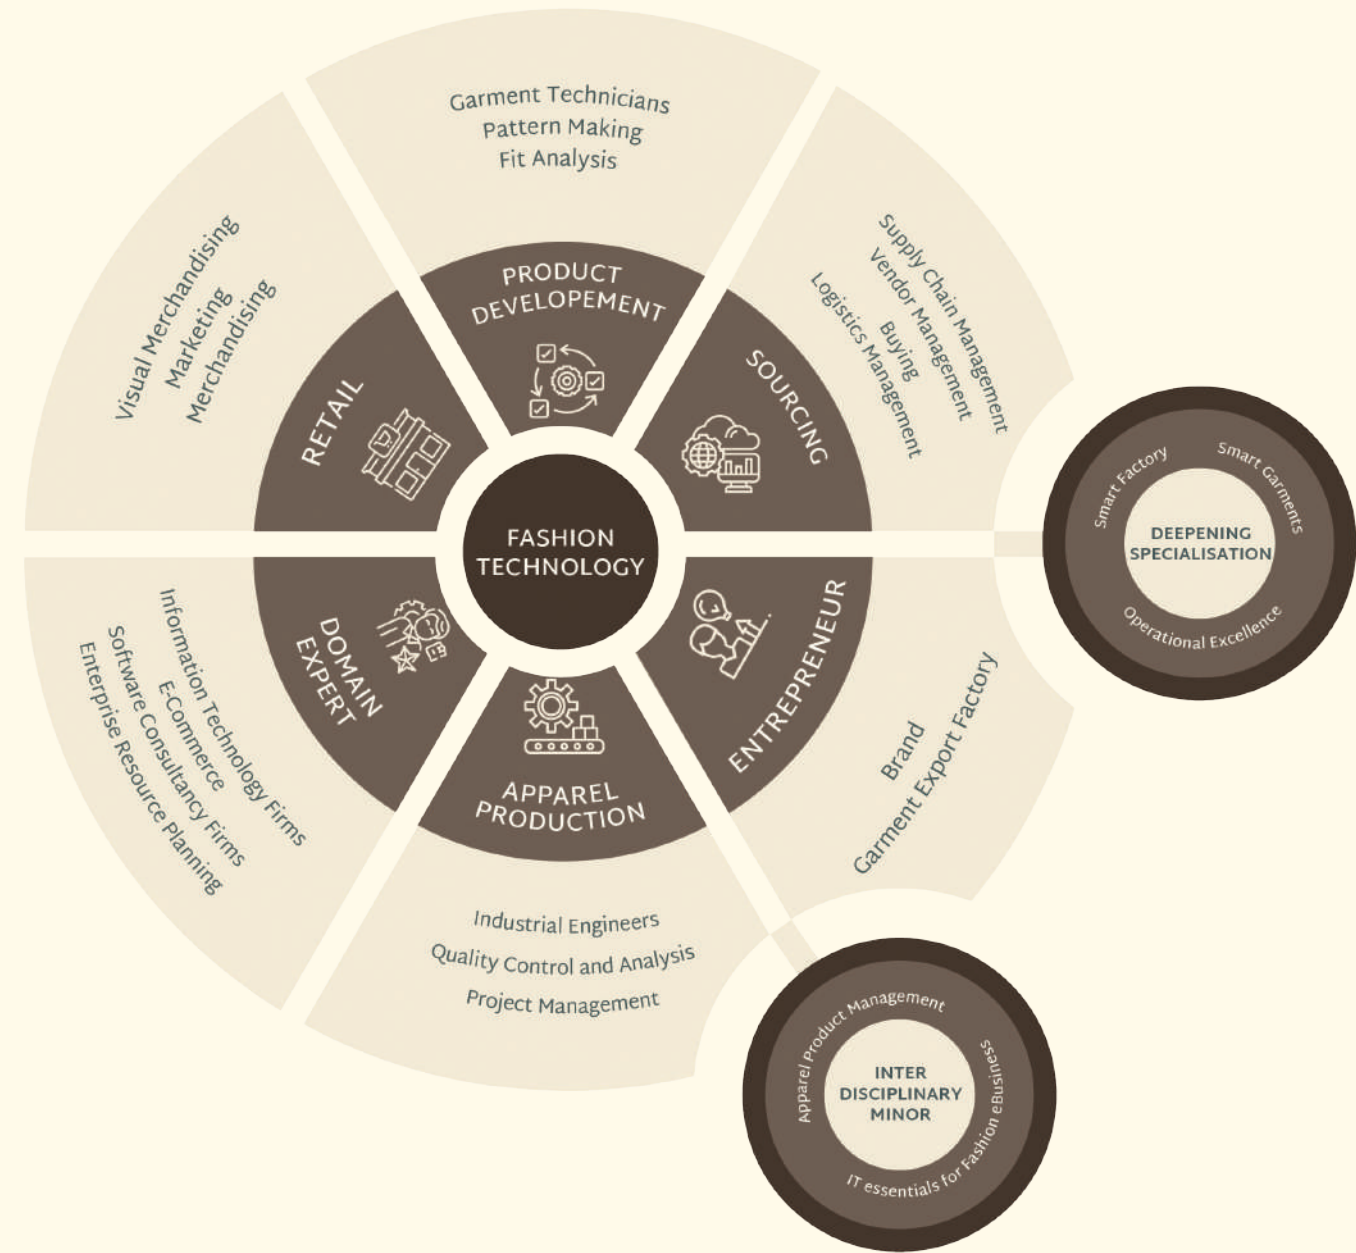 Garment Technicians
Pattern Making
Fit Analysis
PRODUCT
DEVELOPEMENT
Supply Chain Management
Vendor Management
Buying
Logistics Management
SOURCING
Visual Merchandising
Marketing
Merchandising
RETAIL
FASHION
TECHNOLOGY
Smart Factory
Smart Garments
DEEPENING
SPECIALISATION
Operational Excellence
ENTREPRENEUR
Brand
Garment Export Factory
DOMAIN
EXPERT
Information Technology Firms
E-Commerce
Software Consultancy Firms
Enterprise Resource Planning
APPAREL
PRODUCTION
Industrial Engineers
Quality Control and Analysis
Project Management
Apparel Product Management
INTER
DISCIPLINARY
MINOR
IT essentials for Fashion eBusiness